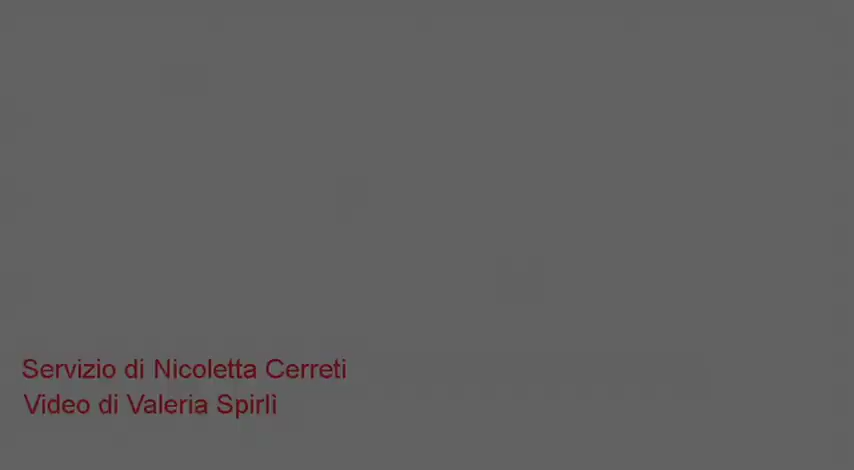 Servizio di Nicoletta Cerreti
Video di Valeria Spirlì